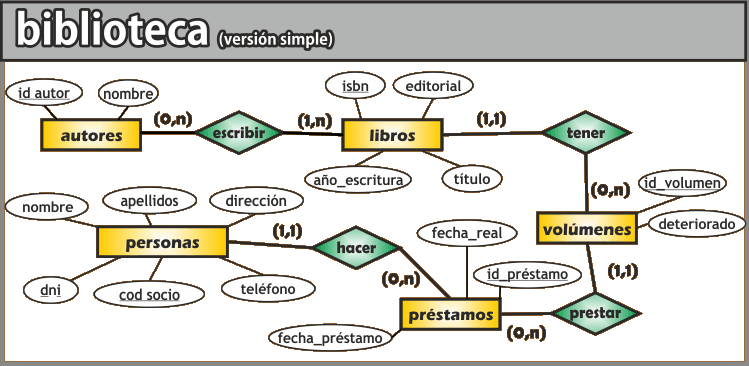 biblioteca (versión simple)
id autor
nombre
autores
(0,n)
escribir
(1,n)
isbn
editorial
libros
año_escritura
título
(1,1)
tener
(0,n)
id_volumen
volúmenes
deteriorado
nombre
apellidos
dirección
personas
dni
cod socio
teléfono
(1,1)
hacer
(0,n)
fecha_real
id_préstamo
préstamos
fecha_préstamo
(0,n)
prestar
(1,1)